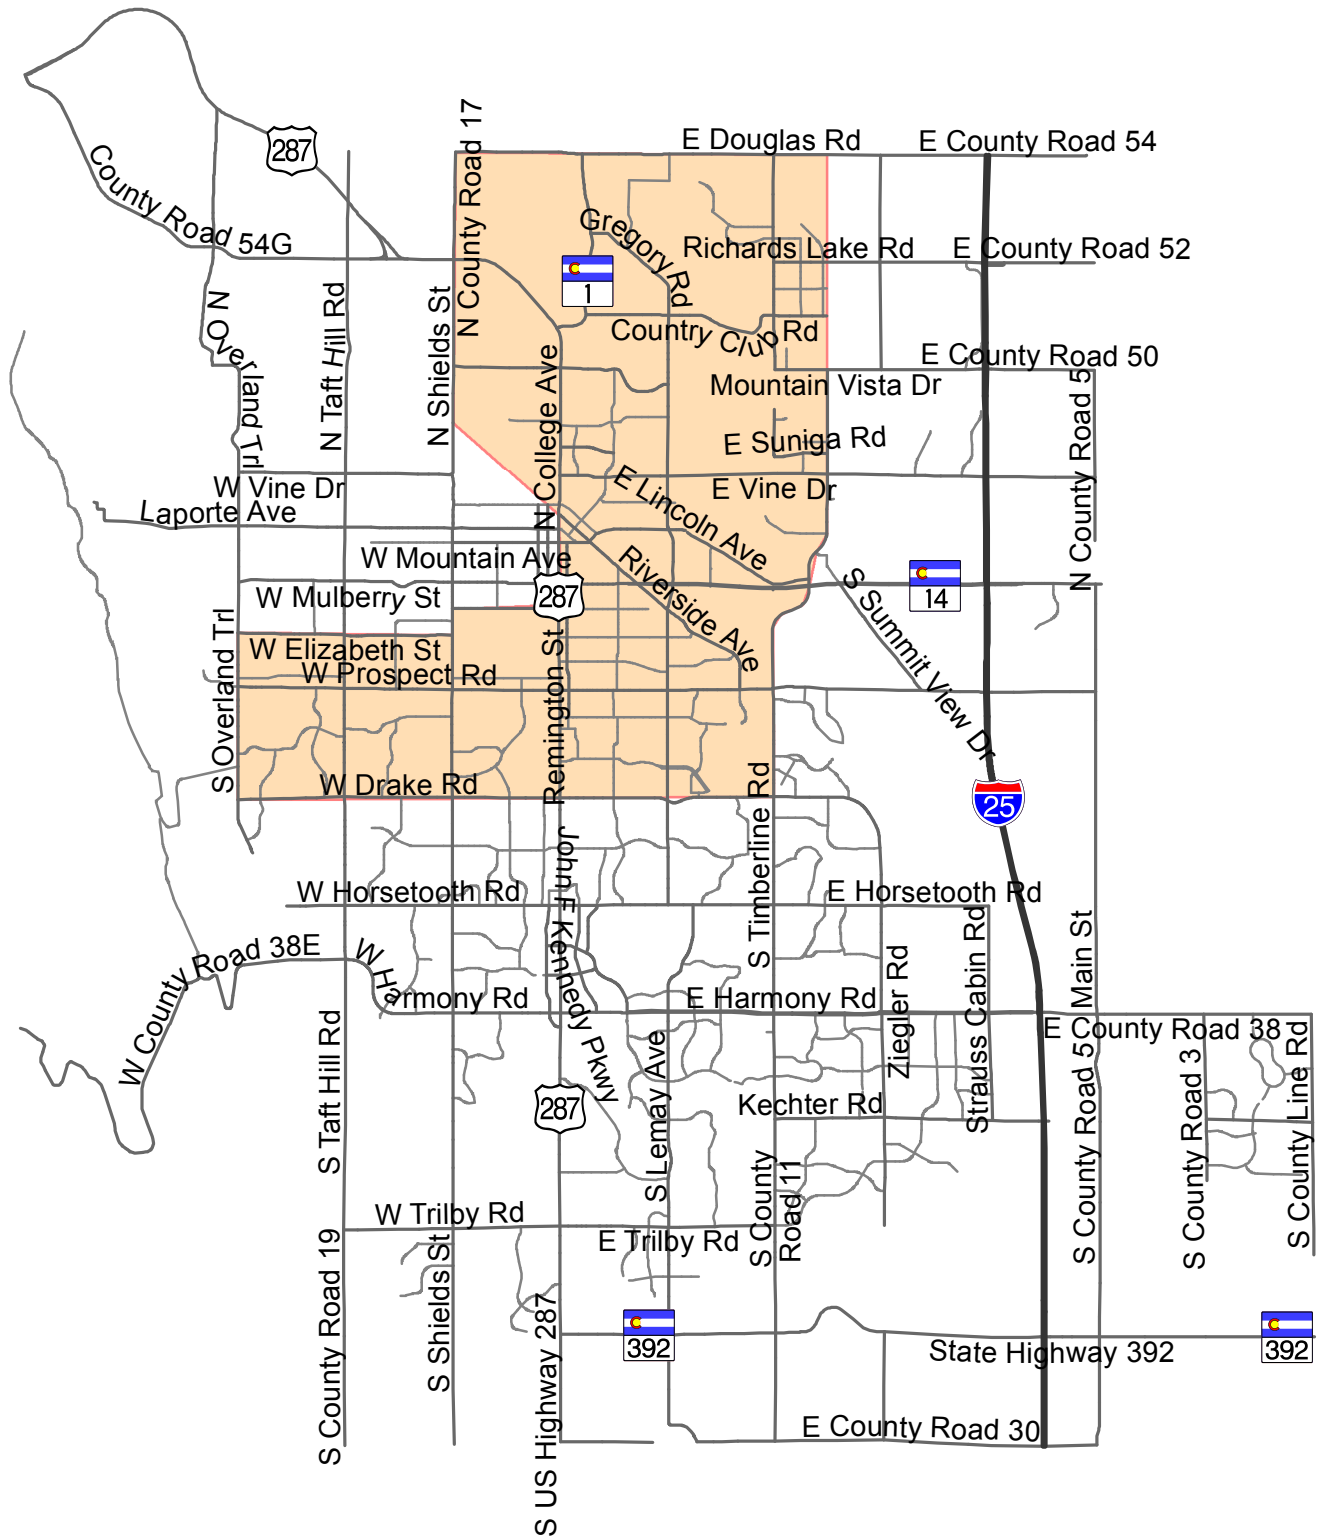 E Douglas Rd
E County Road 54
287
N County Road 17
County Road 54G
Gregory Rd
Richards Lake Rd
E County Road 52
1
N Overland Trl
N Taft Hill Rd
N Shields St
Country Club Rd
E County Road 50
N College Ave
Mountain Vista Dr
N County Road 5
E Suniga Rd
W Vine Dr
E Lincoln Ave
E Vine Dr
Laporte Ave
W Mountain Ave
Riverside Ave
14
W Mulberry St
287
S Summit View Dr
S Overland Trl
W Elizabeth St
W Prospect Rd
Remington St
W Drake Rd
S Timberline Rd
25
John F Kennedy Pkwy
W Horsetooth Rd
E Horsetooth Rd
W County Road 38E
W Harmony Rd
E Harmony Rd
Ziegler Rd
Strauss Cabin Rd
Main St
E County Road 38
S Taft Hill Rd
S Lemay Ave
287
Kechter Rd
S County Road 5
S County Road 3
S County Line Rd
S County
Road 11
W Trilby Rd
E Trilby Rd
S County Road 19
S Shields St
S US Highway 287
392
State Highway 392
392
E County Road 30